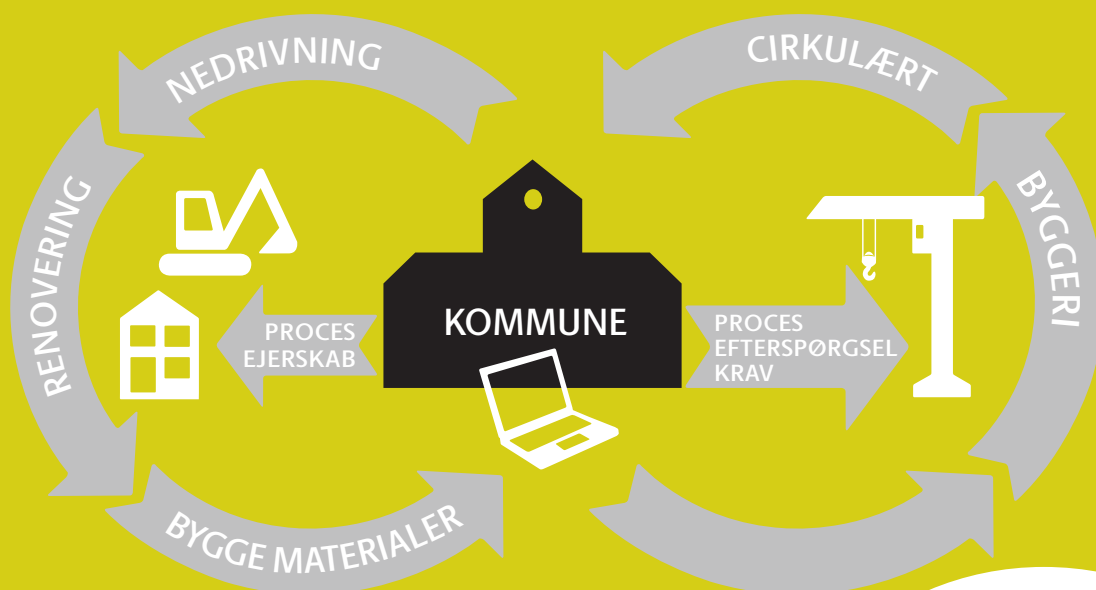 NEDRIVNING
CIRKULÆRT
RENOVERING
BYGGERI
KOMMUNE
PROCES
EJERSKAB
PROCES
EFTERSPØRGSEL
KRAV
BYGGE MATERIALER